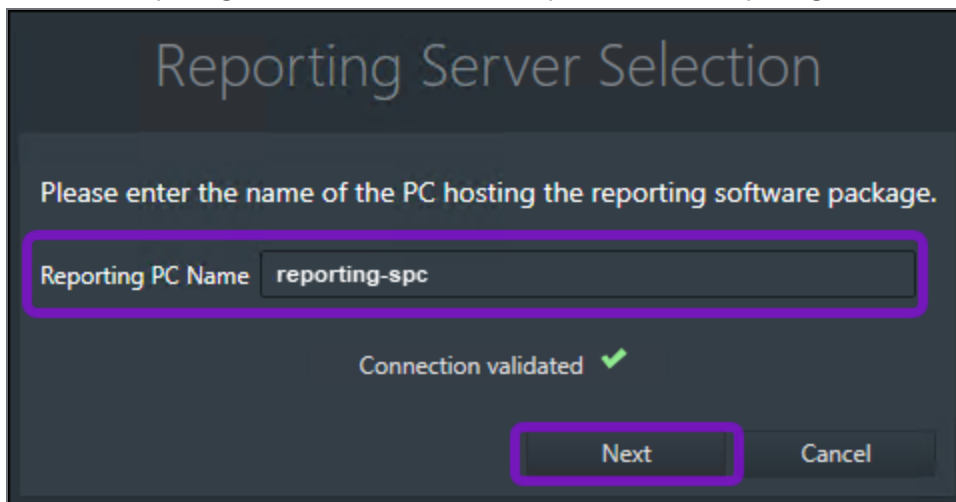 Reporting Server Selection
Please enter the name of the PC hosting the reporting software package.
Reporting PC Name reporting-spc
Connection validated
Next Cancel